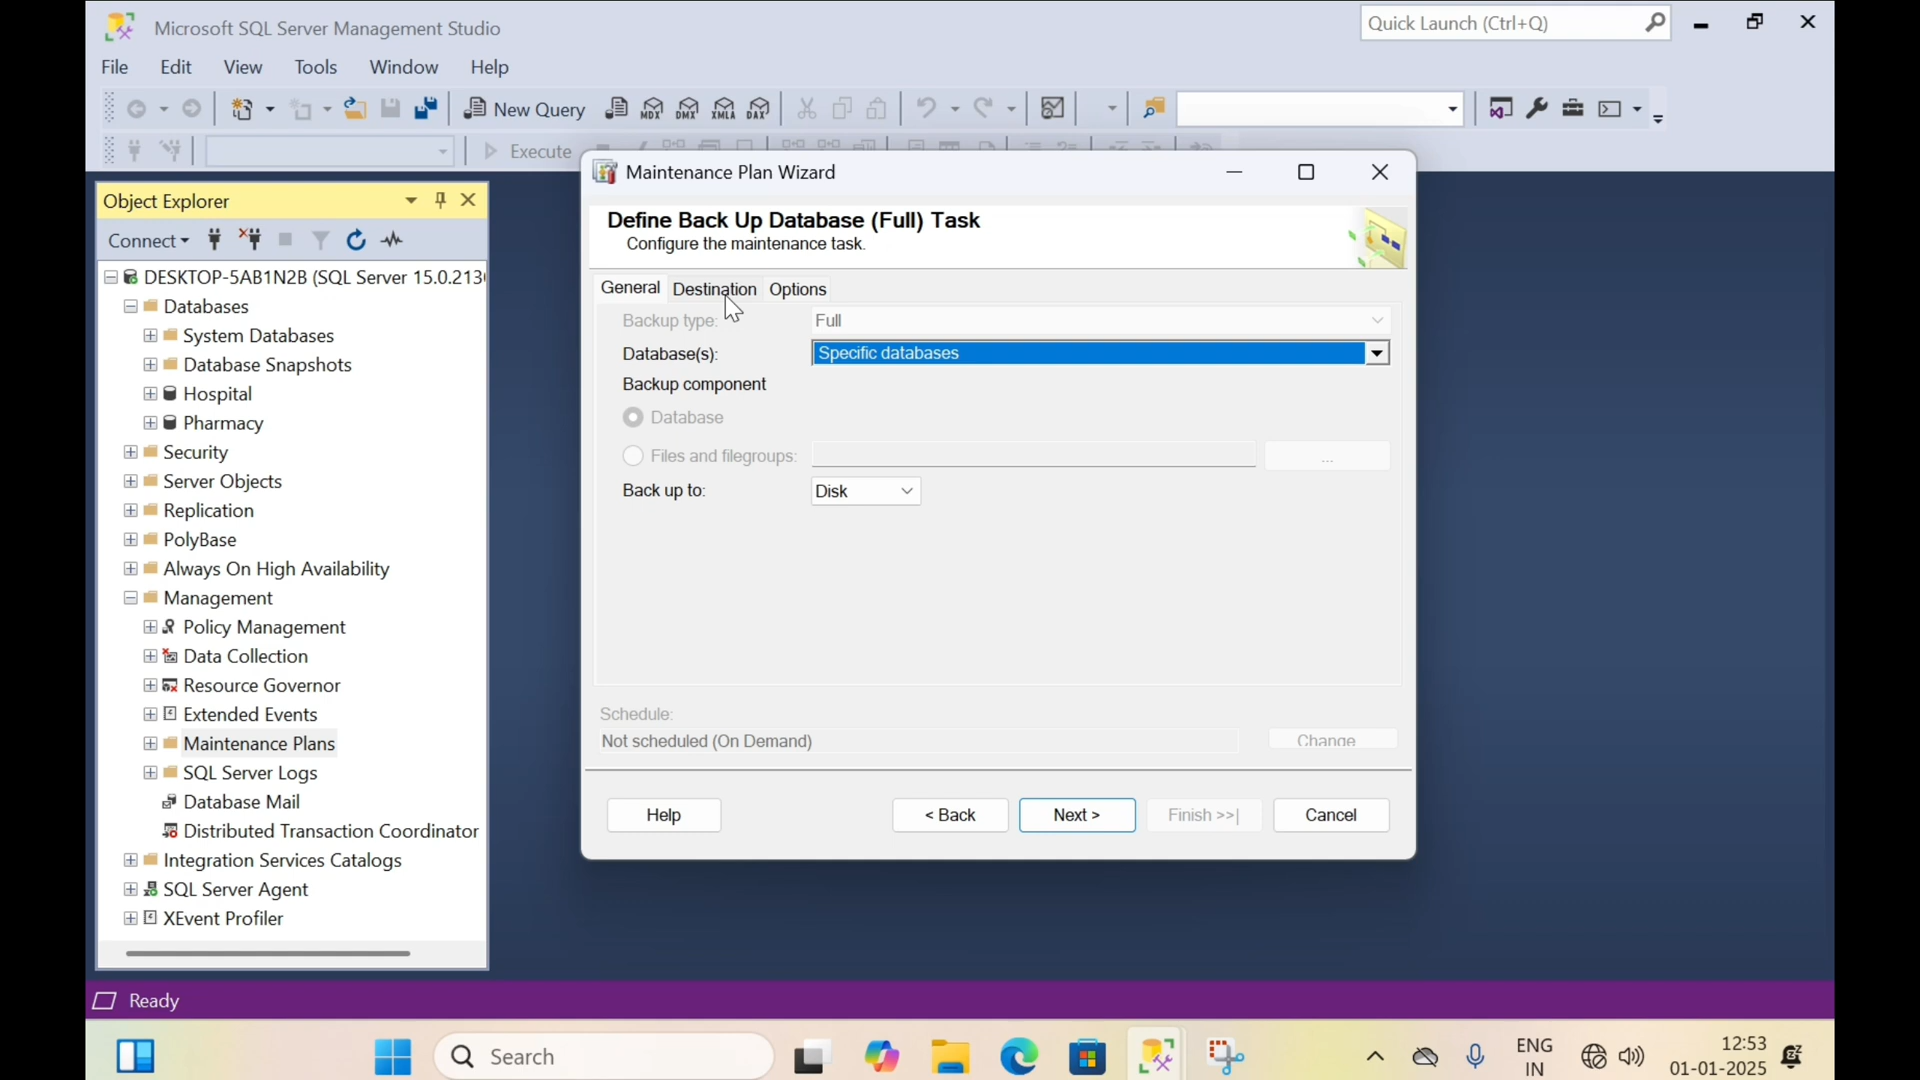 Microsoft SQL Server Management Studio
Quick Launch (Ctrl+Q)
File Edit View Tools Window Help
New Query MDX DMX XMLA DAX
Execute
Object Explorer
Connect
DESKTOP-5AB1N2B (SQL Server 15.0.213
Databases
System Databases
Database Snapshots
Hospital
Pharmacy
Security
Server Objects
Replication
PolyBase
Always On High Availability
Management
Policy Management
Data Collection
Resource Governor
Extended Events
Maintenance Plans
SQL Server Logs
Database Mail
Distributed Transaction Coordinator
Integration Services Catalogs
SQL Server Agent
XEvent Profiler
Maintenance Plan Wizard
Define Back Up Database (Full) Task
Configure the maintenance task.
General Destination Options
Backup type: Full
Database(s): Specific databases
Backup component
Database
Files and filegroups: ...
Back up to: Disk
Schedule:
Not scheduled (On Demand) Change
Help < Back Next > Finish >>| Cancel
Ready
Search
ENG
IN
12:53
01-01-2025